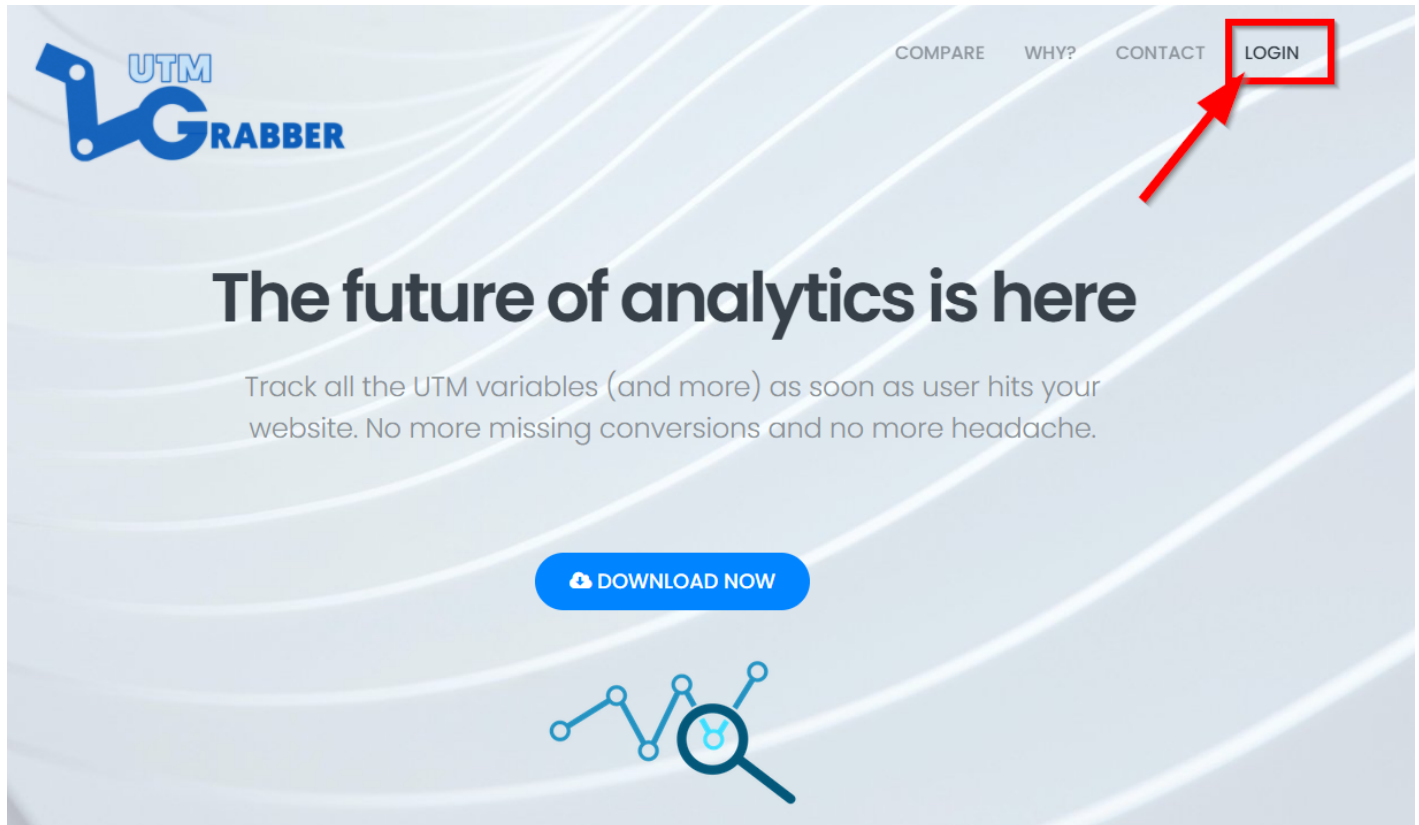 UTM
GRABBER
COMPARE WHY? CONTACT LOGIN
The future of analytics is here
Track all the UTM variables (and more) as soon as user hits your
website. No more missing conversions and no more headache.
DOWNLOAD NOW